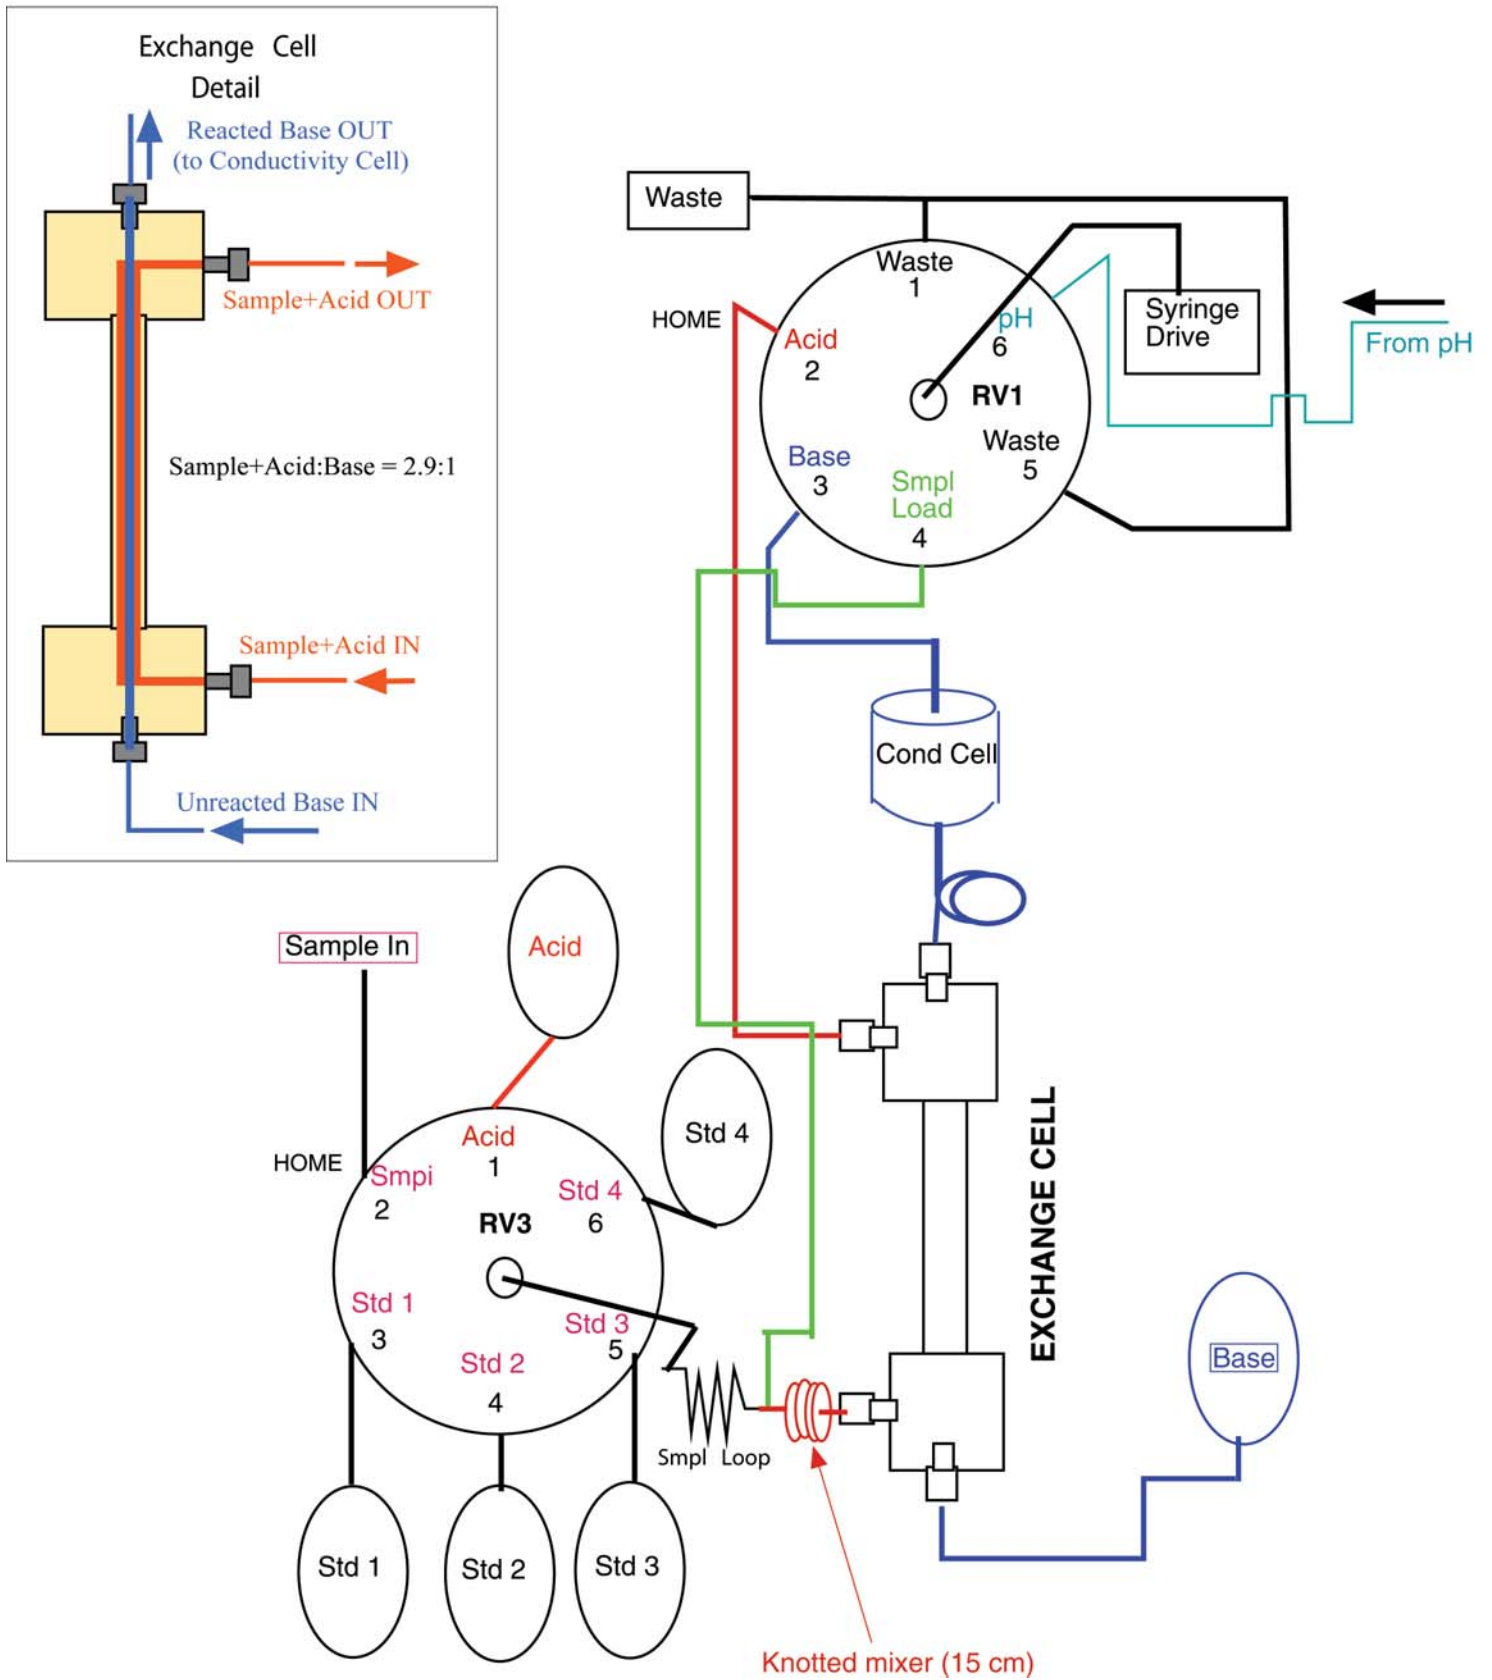 Exchange Cell
Detail
Reacted Base OUT
(to Conductivity Cell)
Sample+Acid OUT
Sample+Acid:Base = 2.9:1
Sample+Acid IN
Unreacted Base IN
Waste
Waste
1
HOME
Acid
2
pH
6
Syringe
Drive
From pH
RV1
Base
3
Waste
5
Smpl
Load
4
Cond Cell
Sample In
Acid
HOME
Acid
1
Smpi
2
Std 4
6
Std 4
RV3
Std 1
3
Std 3
5
Std 2
4
Smpl Loop
EXCHANGE CELL
Base
Std 1
Std 2
Std 3
Knotted mixer (15 cm)